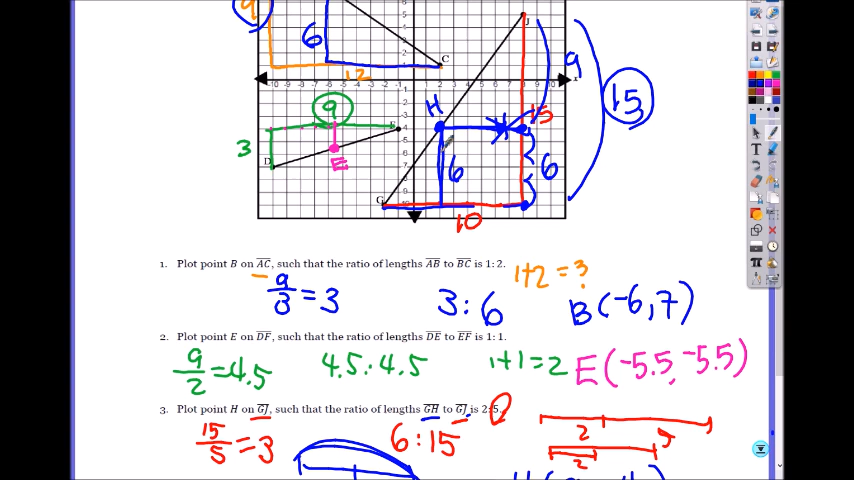 9
6
12
C
J
9
15
H
15
9
3
F
D
E
6
6
G
10
1. Plot point B on AC, such that the ratio of lengths AB to BC is 1:2.
1+2=3
9/3=3 3:6 B(-6,7)
2. Plot point E on DF, such that the ratio of lengths DE to EF is 1:1.
9/2=4.5 4.5:4.5 1+1=2 E(-5.5,-5.5)
3. Plot point H on GJ, such that the ratio of lengths GH to GJ is 2:5.
15/5=3 6:15
2 5
2